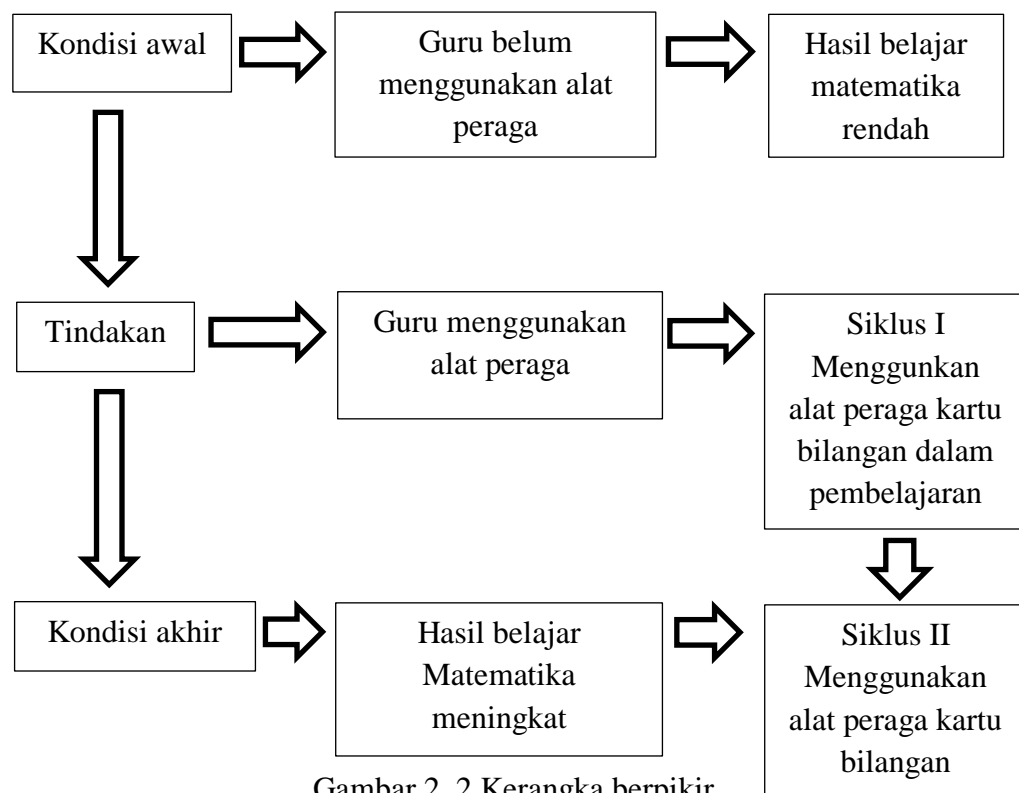 Kondisi awal
Guru belum
menggunakan alat
peraga
Hasil belajar
matematika
rendah
Tindakan
Guru menggunakan
alat peraga
Siklus I
Menggunkan
alat peraga kartu
bilangan dalam
pembelajaran
Kondisi akhir
Hasil belajar
Matematika
meningkat
Siklus II
Menggunakan
alat peraga kartu
bilangan
Gambar 2. 2 Kerangka berpikir